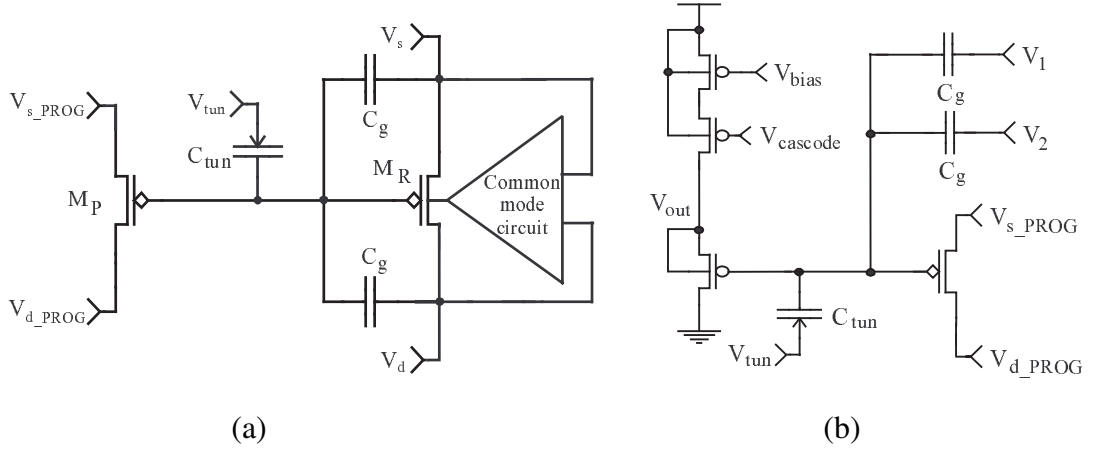 V_s
V_s_PROG
V_tun
C_g
C_tun
M_P
M_R
Common
mode
circuit
C_g
V_d_PROG
V_d
(a)
V_bias
V_cascode
V_out
V_1
C_g
V_2
C_g
V_s_PROG
C_tun
V_tun
V_d_PROG
(b)